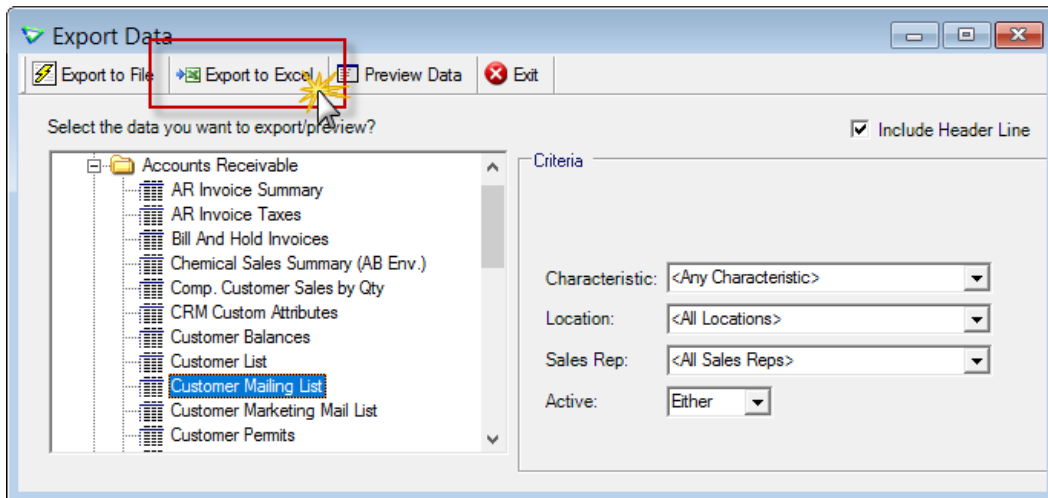 Export Data
Export to File Export to Excel Preview Data Exit
Select the data you want to export/preview?
Include Header Line
Accounts Receivable
AR Invoice Summary
AR Invoice Taxes
Bill And Hold Invoices
Chemical Sales Summary (AB Env.)
Comp. Customer Sales by Qty
CRM Custom Attributes
Customer Balances
Customer List
Customer Mailing List
Customer Marketing Mail List
Customer Permits
Criteria
Characteristic: <Any Characteristic>
Location: <All Locations>
Sales Rep: <All Sales Reps>
Active: Either